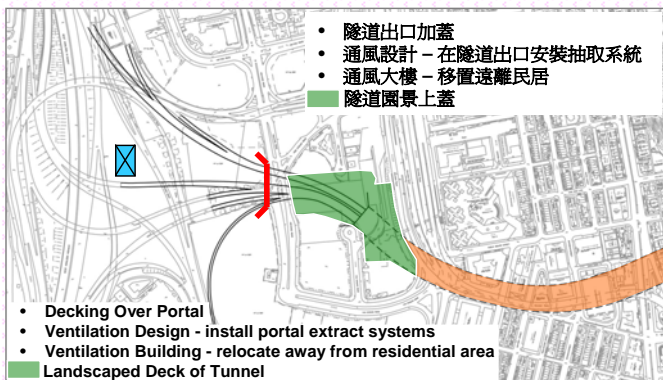 • 隧道出口加蓋
• 通風設計 – 在隧道出口安裝抽取系統
• 通風大樓 – 移置遠離民居
隧道園景上蓋
• Decking Over Portal
• Ventilation Design - install portal extract systems
• Ventilation Building - relocate away from residential area
Landscaped Deck of Tunnel